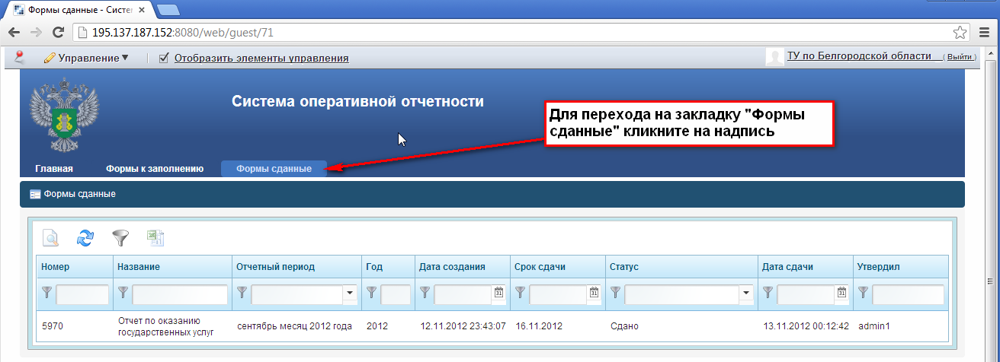 Формы сданные - Систе
195.137.187.152:8080/web/guest/71
Управление Отобразить элементы управления ТУ по Белгородской области (Выйти)
Система оперативной отчетности
Для перехода на закладку "Формы
сданные" кликните на надпись
Главная Формы к заполнению Формы сданные
Формы сданные
Номер Название Отчетный период Год Дата создания Срок сдачи Статус Дата сдачи Утвердил
31 31 31
5970 Отчет по оказанию государственных услуг сентябрь месяц 2012 года 2012 12.11.2012 23:43:07 16.11.2012 Сдано 13.11.2012 00:12:42 admin1